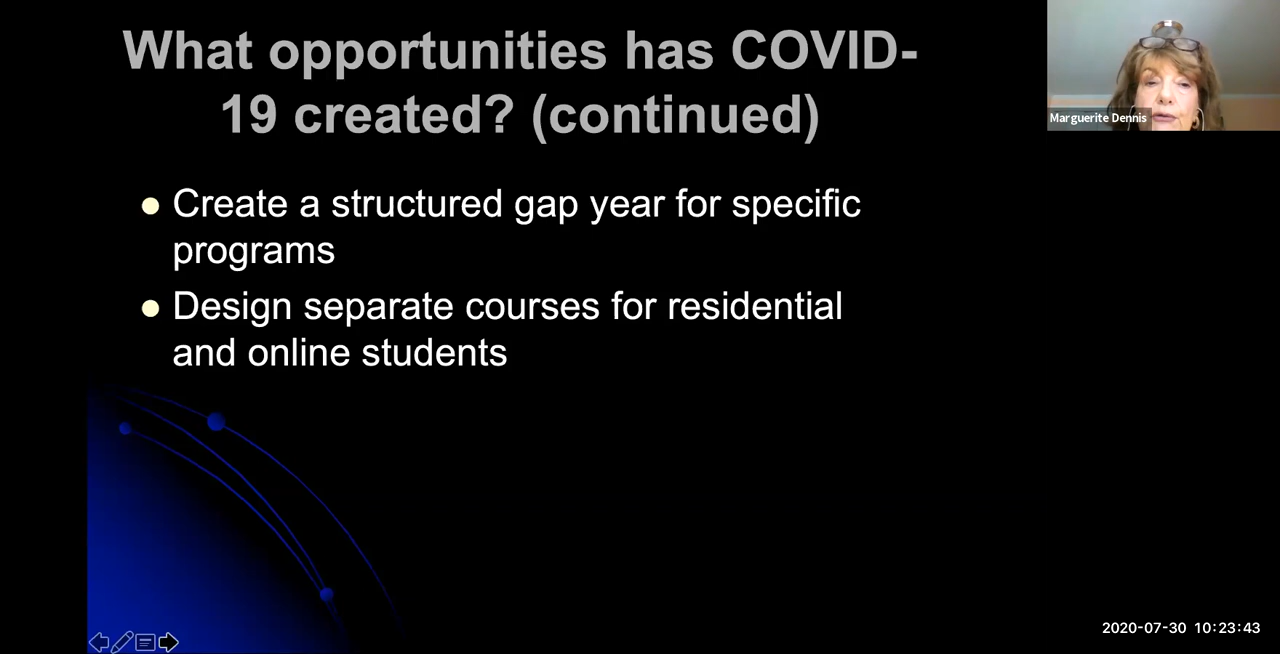 What opportunities has COVID-
19 created? (continued)
Marguerite Dennis
Create a structured gap year for specific
programs
Design separate courses for residential
and online students
2020-07-30 10:23:43